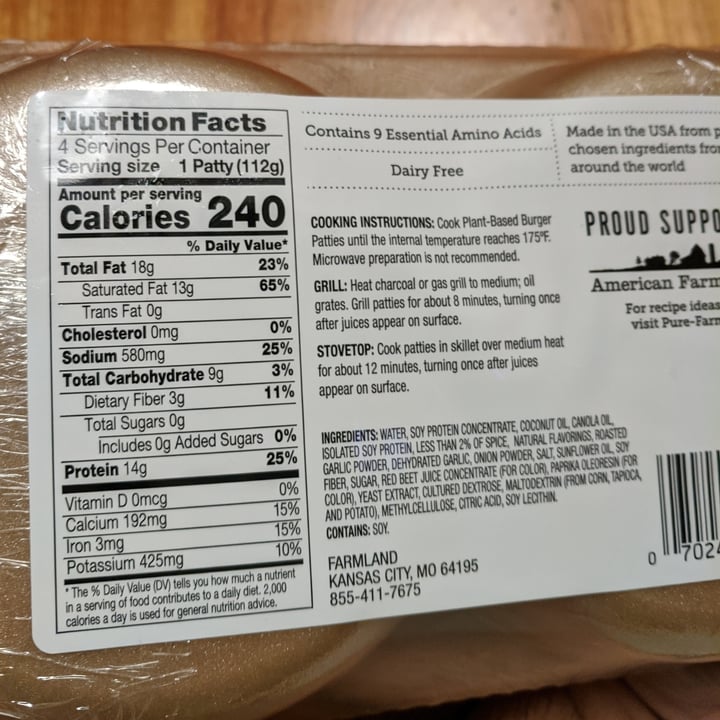 Nutrition Facts
4 Servings Per Container
Serving size 1 Patty (112g)
Amount per serving
Calories 240
% Daily Value*
Total Fat 18g 23%
Saturated Fat 13g 65%
Trans Fat 0g
Cholesterol 0mg 0%
Sodium 580mg 25%
Total Carbohydrate 9g 3%
Dietary Fiber 3g 11%
Total Sugars 0g
Includes 0g Added Sugars 0%
Protein 14g 25%
Vitamin D 0mcg 0%
Calcium 192mg 15%
Iron 3mg 15%
Potassium 425mg 10%
* The % Daily Value (DV) tells you how much a nutrient
in a serving of food contributes to a daily diet. 2,000
calories a day is used for general nutrition advice.
Contains 9 Essential Amino Acids
Dairy Free
COOKING INSTRUCTIONS: Cook Plant-Based Burger
Patties until the internal temperature reaches 175°F.
Microwave preparation is not recommended.
GRILL: Heat charcoal or gas grill to medium; oil
grates. Grill patties for about 8 minutes, turning once
after juices appear on surface.
STOVETOP: Cook patties in skillet over medium heat
for about 12 minutes, turning once after juices
appear on surface.
INGREDIENTS: WATER, SOY PROTEIN CONCENTRATE, COCONUT OIL, CANOLA OIL,
ISOLATED SOY PROTEIN, LESS THAN 2% OF SPICE, NATURAL FLAVORINGS, ROASTED
GARLIC POWDER, DEHYDRATED GARLIC, ONION POWDER, SALT, SUNFLOWER OIL, SOY
FIBER, SUGAR, RED BEET JUICE CONCENTRATE (FOR COLOR), PAPRIKA OLEORESIN (FOR
COLOR), YEAST EXTRACT, CULTURED DEXTROSE, MALTODEXTRIN (FROM CORN, TAPIOCA,
AND POTATO), METHYLCELLULOSE, CITRIC ACID, SOY LECITHIN.
CONTAINS: SOY.
FARMLAND
KANSAS CITY, MO 64195
855-411-7675
Made in the USA from
chosen ingredients
around the world
PROUD SUPPO
American Farm
For recipe ideas
visit Pure-Farm
0 7024